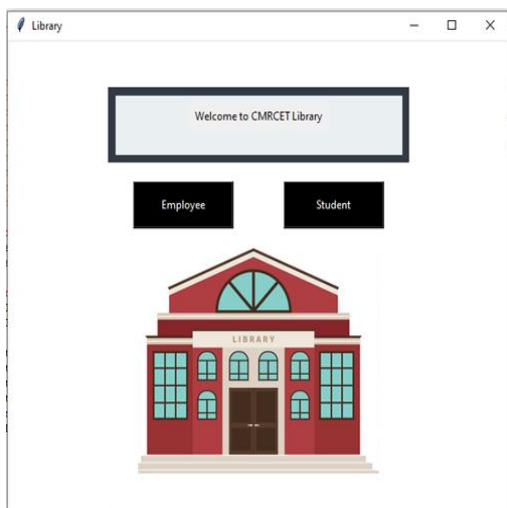 Library
Welcome to CMRCET Library
Employee
Student
LIBRARY